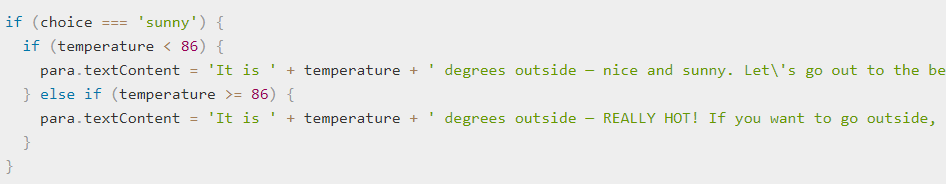 if (choice === 'sunny') {
  if (temperature < 86) {
    para.textContent = 'It is ' + temperature + ' degrees outside — nice and sunny. Let\'s go out to the be
  } else if (temperature >= 86) {
    para.textContent = 'It is ' + temperature + ' degrees outside — REALLY HOT! If you want to go outside,
  }
}